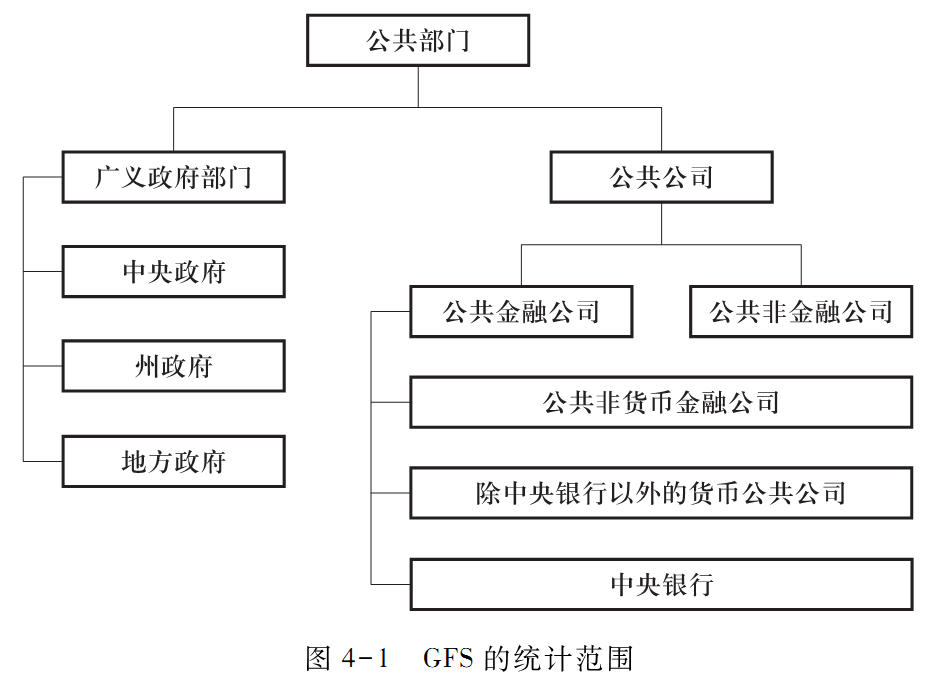 公共部门
广义政府部门
公共公司
中央政府
州政府
地方政府
公共金融公司
公共非金融公司
公共非货币金融公司
除中央银行以外的货币公共公司
中央银行
图 4-1 GFS 的统计范围